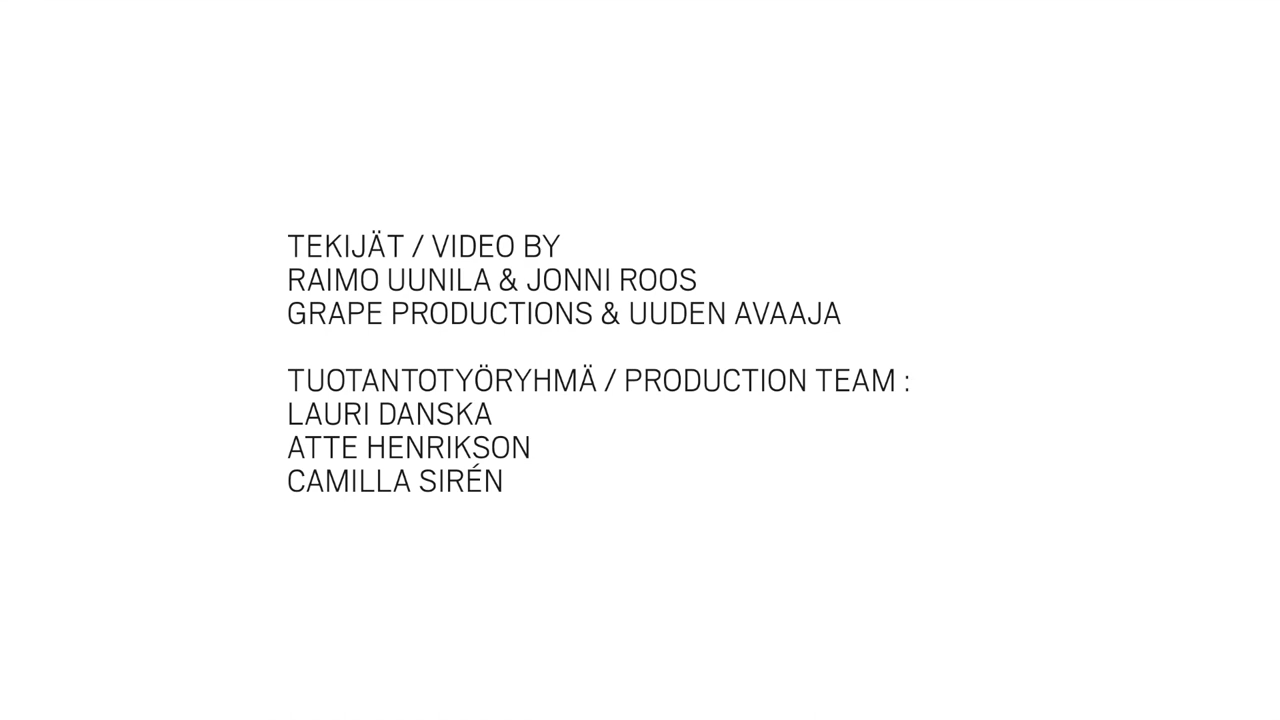 TEKIJÄT / VIDEO BY
RAIMO UUNILA & JONNI ROOS
GRAPE PRODUCTIONS & UUDEN AVAAJA
TUOTANTOTYÖRYHMÄ / PRODUCTION TEAM :
LAURI DANSKA
ATTE HENRIKSON
CAMILLA SIRÉN